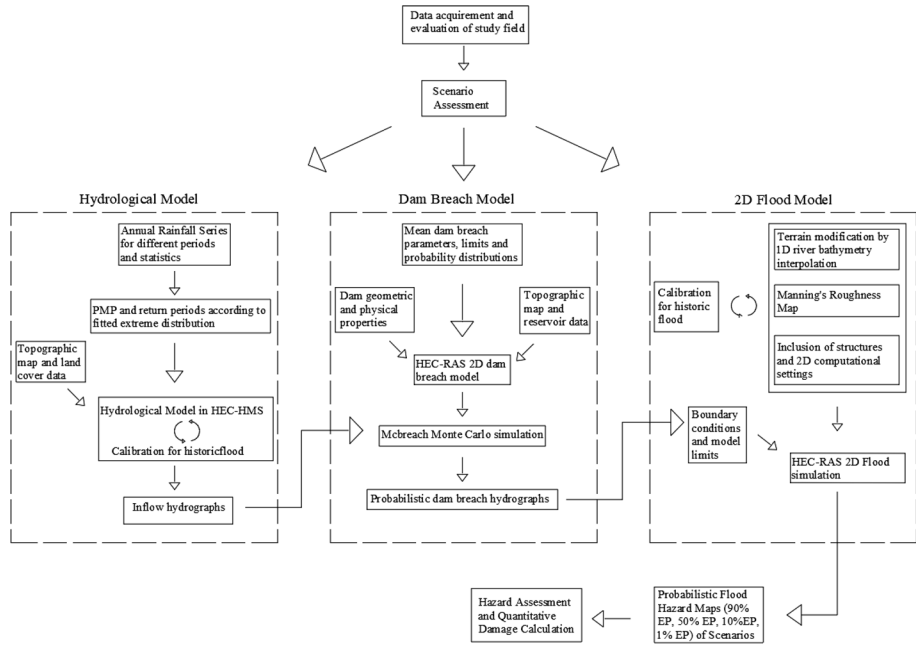 Data acquirement and
evaluation of study field
Scenario
Assessment
Hydrological Model
Annual Rainfall Series
for different periods
and statistics
PMP and return periods according to
fitted extreme distribution
Topographic
map and land
cover data
Hydrological Model in HEC-HMS
Calibration for historicflood
Inflow hydrographs
Dam Breach Model
Mean dam breach
parameters, limits and
probability distributions
Dam geometric
and physical
properties
Topographic
map and
reservoir data
HEC-RAS 2D dam
breach model
Mcbreach Monte Carlo simulation
Probabilistic dam breach hydrographs
2D Flood Model
Terrain modification by
1D river bathymetry
interpolation
Calibration
for historic
flood
Manning's Roughness
Map
Inclusion of structures
and 2D computational
settings
Boundary
conditions
and model
limits
HEC-RAS 2D Flood
simulation
Probabilistic Flood
Hazard Maps (90%
EP, 50% EP, 10%EP,
1% EP) of Scenarios
Hazard Assessment
and Quantitative
Damage Calculation